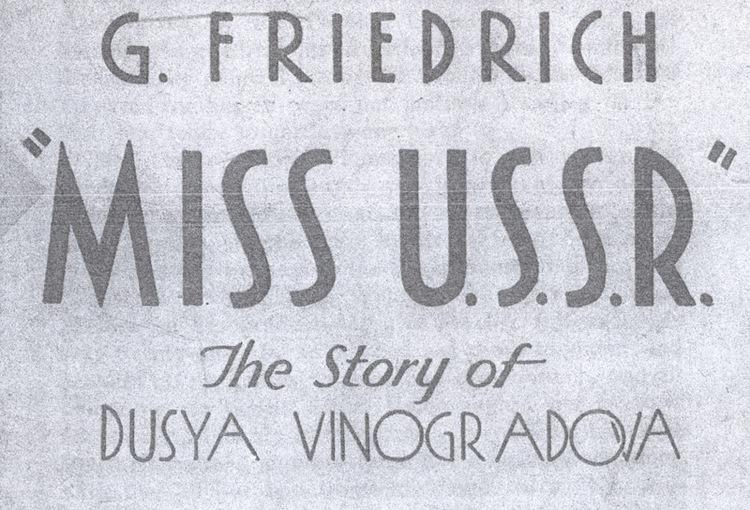 G. FRIEDRICH
"MISS U.S.S.R."
The Story of
DUSYA VINOGRADOVA